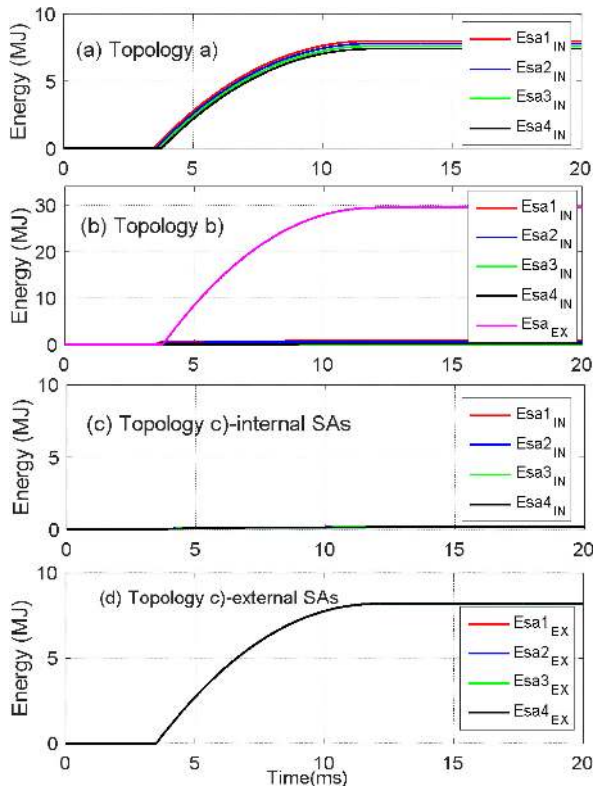 Energy (MJ)
10
5
0
(a) Topology a)
Esa1IN
Esa2IN
Esa3IN
Esa4IN
0 5 10 15 20
Energy (MJ)
30
20
10
0
(b) Topology b)
Esa1IN
Esa2IN
Esa3IN
Esa4IN
EsaEX
0 5 10 15 20
Energy (MJ)
10
5
0
(c) Topology c)-internal SAs
Esa1IN
Esa2IN
Esa3IN
Esa4IN
0 5 10 15 20
Energy (MJ)
10
5
0
(d) Topology c)-external SAs
Esa1EX
Esa2EX
Esa3EX
Esa4EX
0 5 10 15 20
Time(ms)